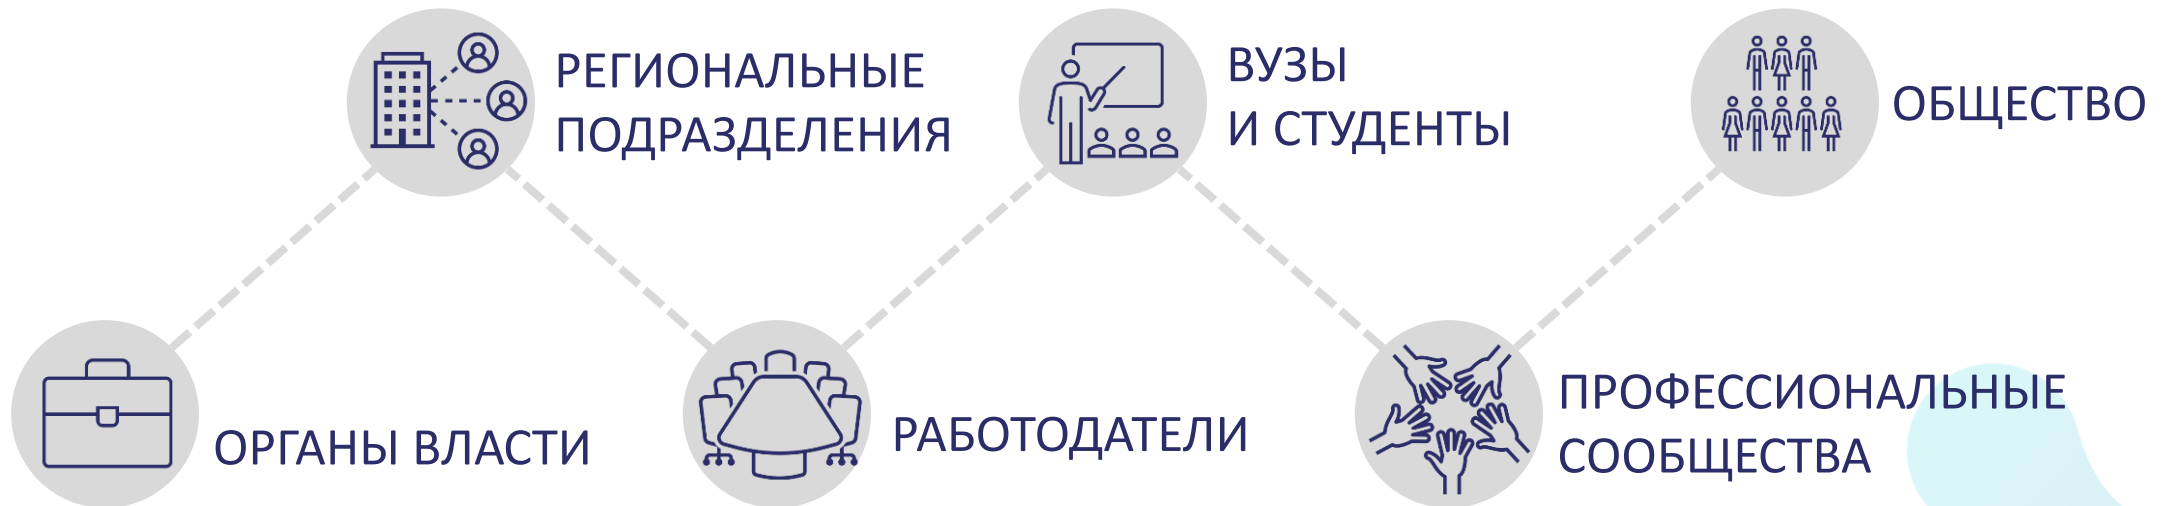 РЕГИОНАЛЬНЫЕ
ПОДРАЗДЕЛЕНИЯ
ВУЗЫ
И СТУДЕНТЫ
ОБЩЕСТВО
ОРГАНЫ ВЛАСТИ
РАБОТОДАТЕЛИ
ПРОФЕССИОНАЛЬНЫЕ
СООБЩЕСТВА